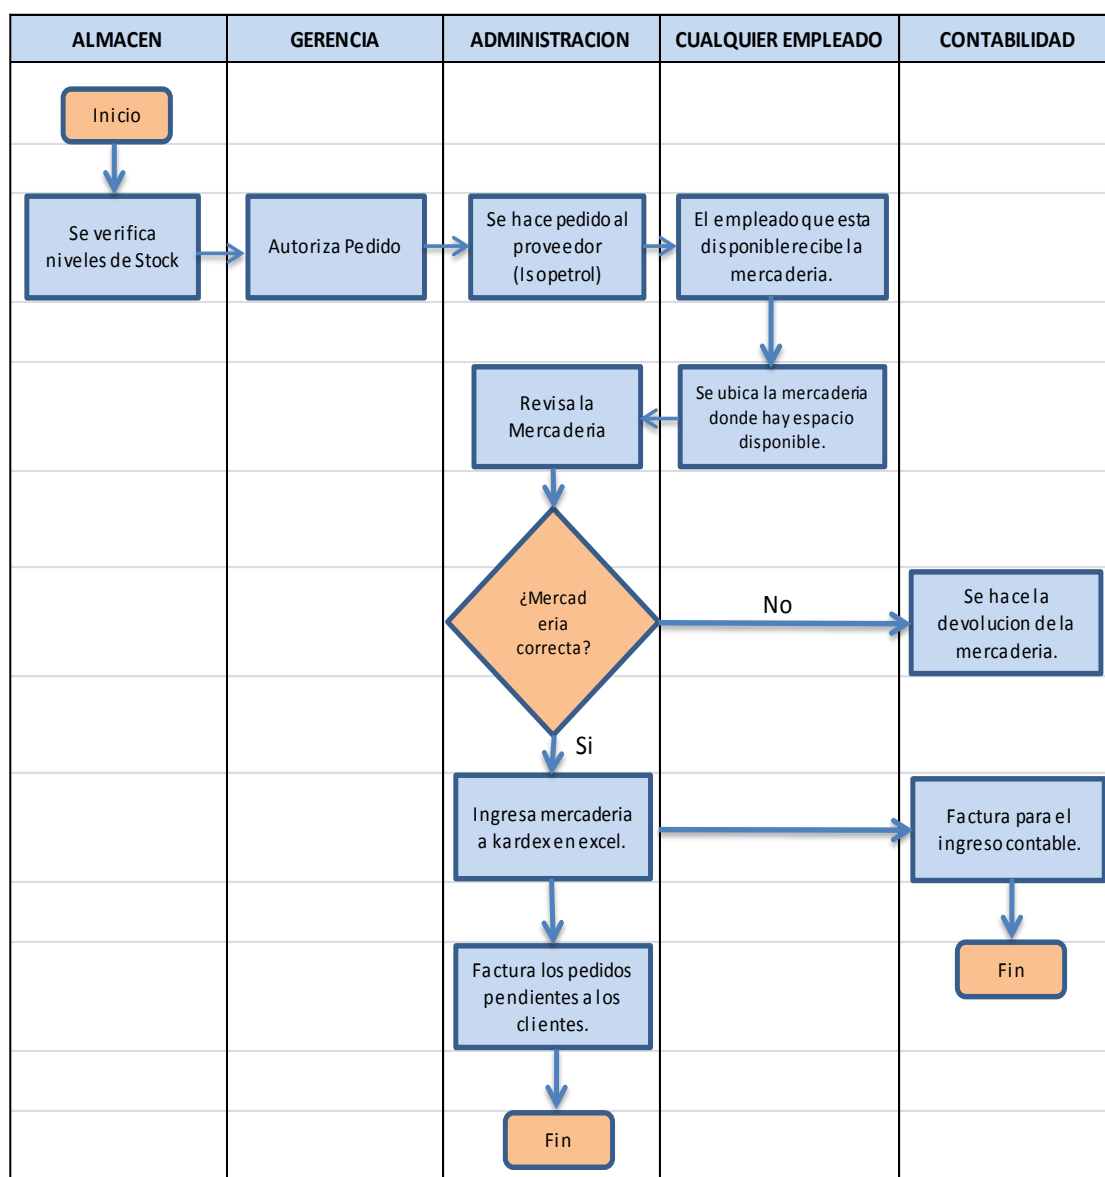 ALMACEN
GERENCIA
ADMINISTRACION
CUALQUIER EMPLEADO
CONTABILIDAD
Inicio
Se verifica
niveles de Stock
Autoriza Pedido
Se hace pedido al
proveedor
(Isopetrol)
El empleado que esta
disponible recibe la
mercaderia.
Revisa la
Mercaderia
Se ubica la mercaderia
donde hay espacio
disponible.
¿Mercad
eria
correcta?
No
Se hace la
devolucion de la
mercaderia.
Si
Ingresa mercaderia
a kardex en excel.
Factura para el
ingreso contable.
Factura los pedidos
pendientes a los
clientes.
Fin
Fin